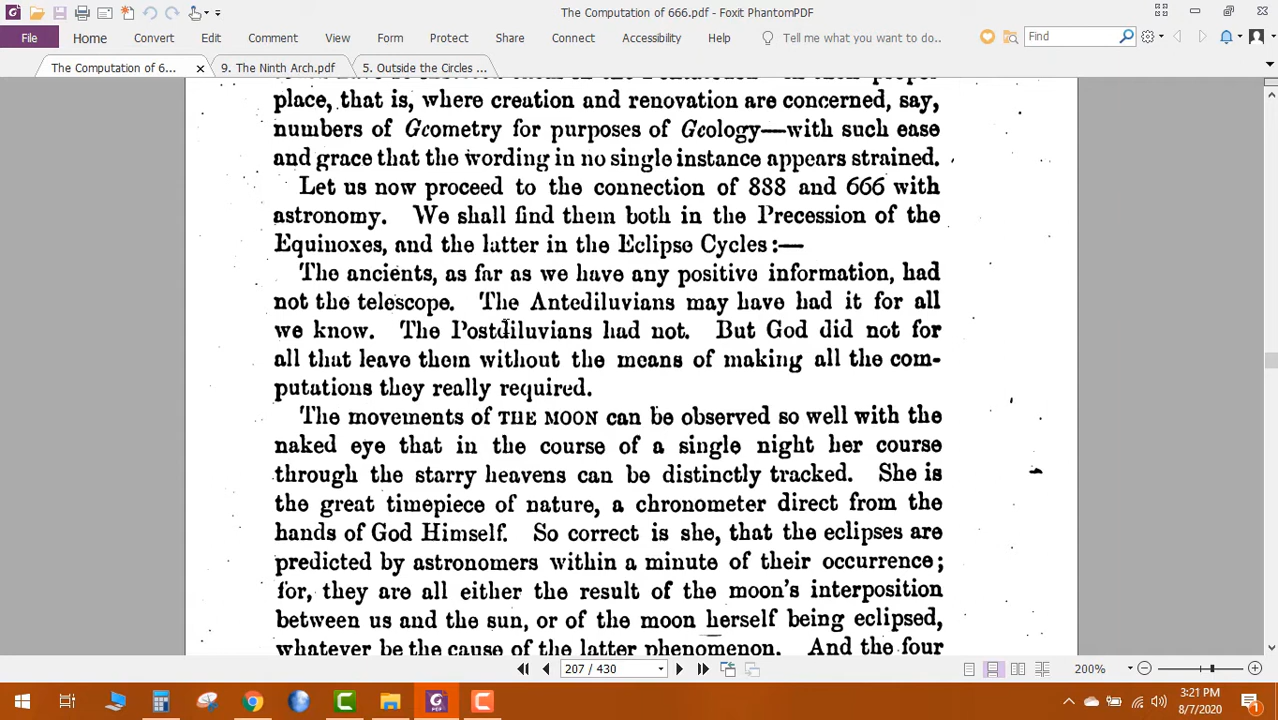 The Computation of 666.pdf - Foxit PhantomPDF
File Home Convert Edit Comment View Form Protect Share Connect Accessibility Help Tell me what you want to do.. Find
The Computation of 6... 9. The Ninth Arch.pdf 5. Outside the Circles ...
place, that is, where creation and renovation are concerned, say,
numbers of Geometry for purposes of Geology—with such ease
and grace that the wording in no single instance appears strained.
Let us now proceed to the connection of 888 and 666 with
astronomy. We shall find them both in the Precession of the
Equinoxes, and the latter in the Eclipse Cycles :—
The ancients, as far as we have any positive information, had
not the telescope. The Antediluvians may have had it for all
we know. The Postdiluvians had not. But God did not for
all that leave them without the means of making all the com-
putations they really required.
The movements of THE MOON can be observed so well with the
naked eye that in the course of a single night her course
through the starry heavens can be distinctly tracked. She is
the great timepiece of nature, a chronometer direct from the
hands of God Himself. So correct is she, that the eclipses are
predicted by astronomers within a minute of their occurrence;
for, they are all either the result of the moon's interposition
between us and the sun, or of the moon herself being eclipsed,
whatever be the cause of the latter phenomenon. And the four
207 / 430 200%
3:21 PM
8/7/2020